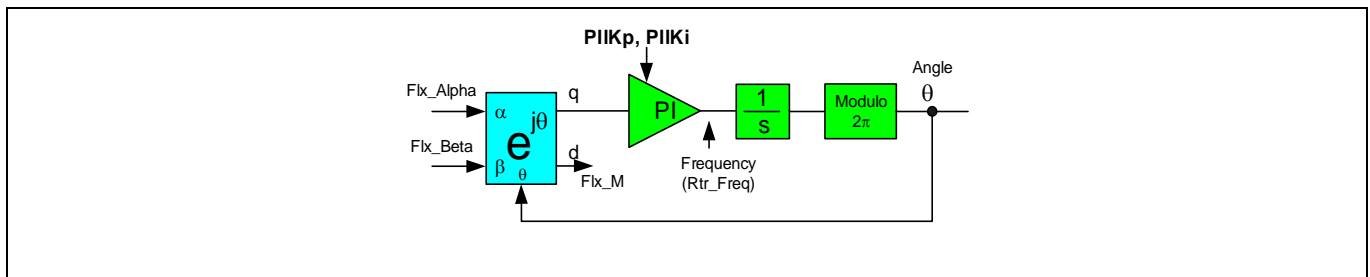 PllKp, PllKi
Flx_Alpha
α
q
PI
1
s
Modulo
2π
Angle
θ
Flx_Beta
β
e
jθ
θ
d
Flx_M
Frequency
(Rtr_Freq)